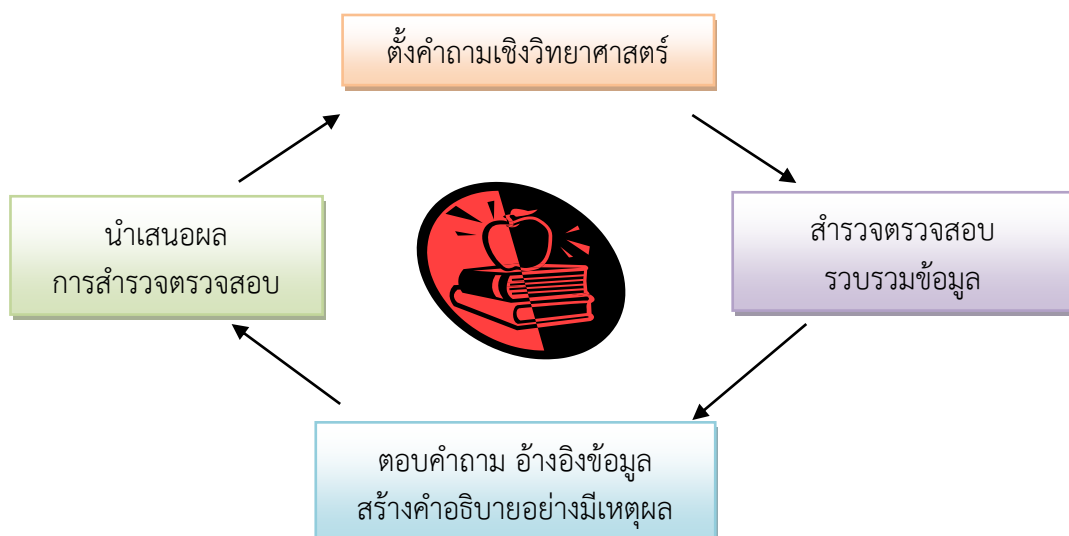 ตั้งคำถามเชิงวิทยาศาสตร์
สำรวจตรวจสอบ
รวบรวมข้อมูล
ตอบคำถาม อ้างอิงข้อมูล
สร้างคำอธิบายอย่างมีเหตุผล
นำเสนอผล
การสำรวจตรวจสอบ